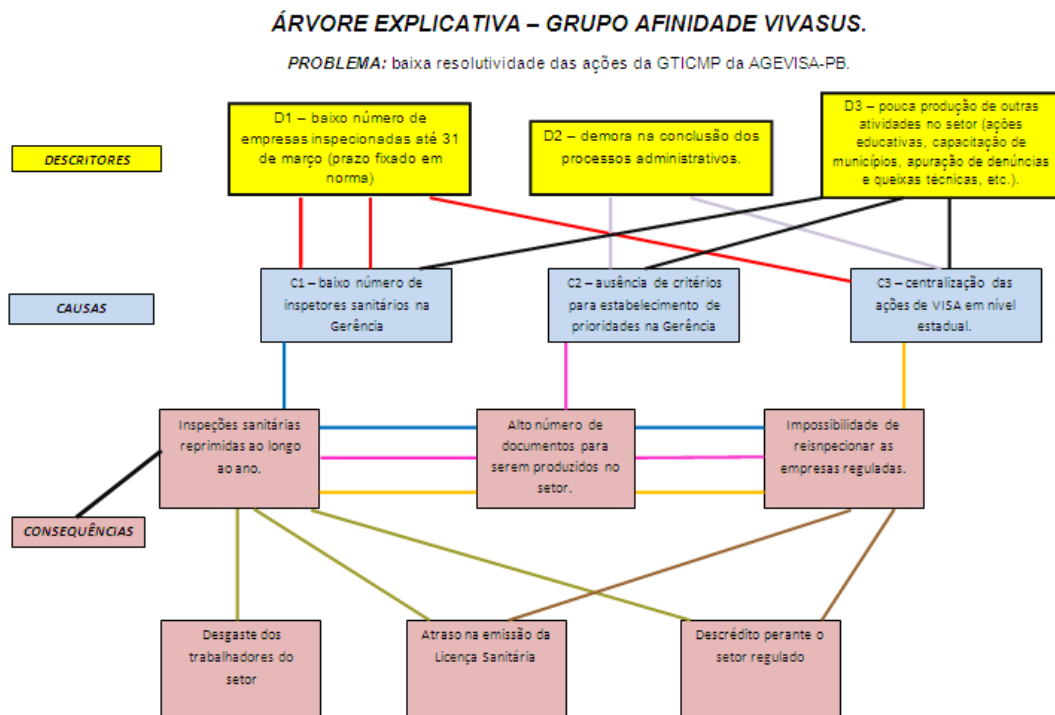 ÁRVORE EXPLICATIVA – GRUPO AFINIDADE VIVASUS.
PROBLEMA: baixa resolutividade das ações da GTICMP da AGEVISA-PB.
DESCRITORES
D1 – baixo número de
empresas inspecionadas até 31
de março (prazo fixado em
norma)
D2 – demora na conclusão dos
processos administrativos.
D3 – pouca produção de outras
atividades no setor (ações
educativas, capacitação de
municípios, apuração de denúncias
e queixas técnicas, etc.).
CAUSAS
C1 – baixo número de
inspetores sanitários na
Gerência
C2 – ausência de critérios
para estabelecimento de
prioridades na Gerência
C3 – centralização das
ações de VISA em nível
estadual.
CONSEQUÊNCIAS
Inspeções sanitárias
reprimidas ao longo
ao ano.
Alto número de
documentos para
serem produzidos no
setor.
Impossibilidade de
reisnpecionar as
empresas reguladas.
Desgaste dos
trabalhadores do
setor
Atraso na emissão da
Licença Sanitária
Descrédito perante o
setor regulado